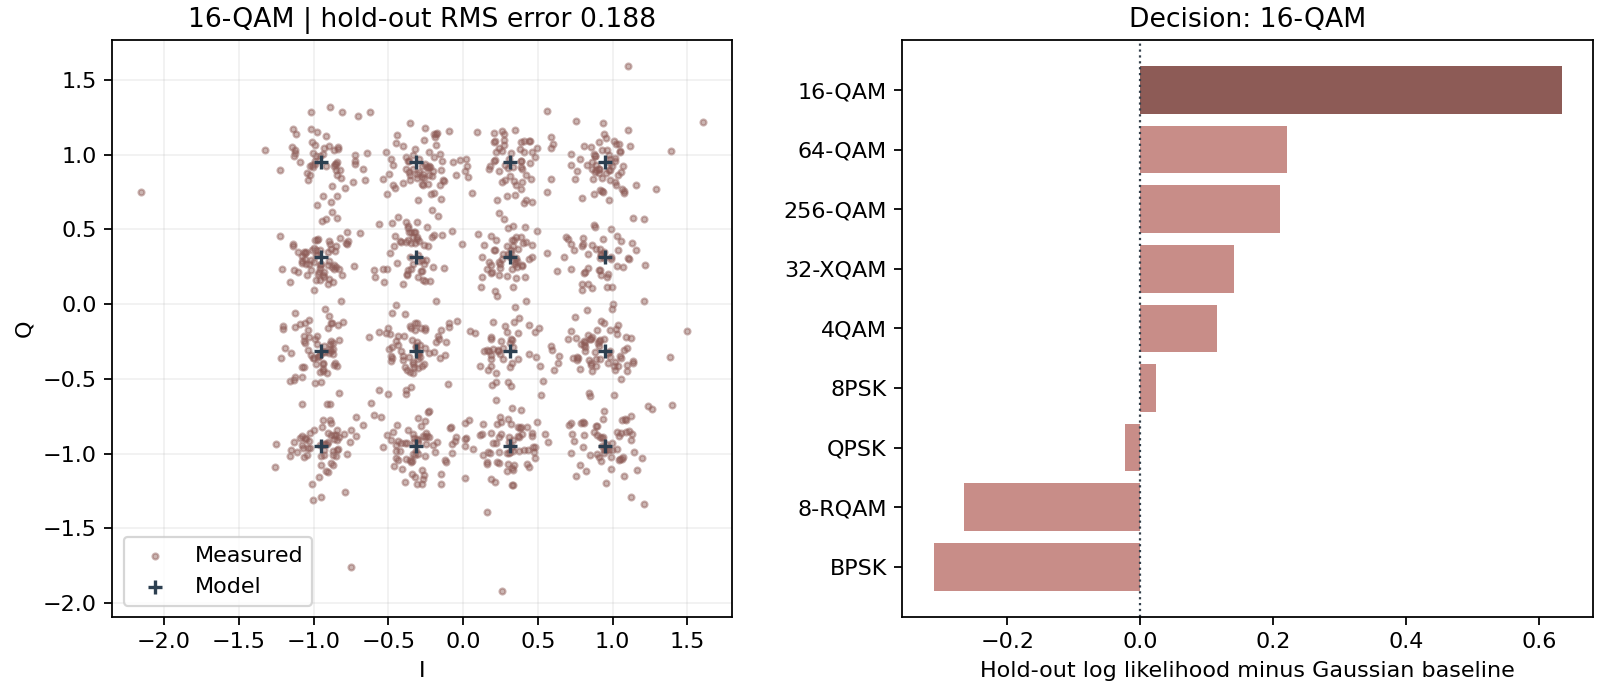 16-QAM | hold-out RMS error 0.188
1.5
1.0
0.5
0.0
−0.5
−1.0
−1.5
−2.0
Q
Measured
Model
−2.0 −1.5 −1.0 −0.5 0.0 0.5 1.0 1.5
I
Decision: 16-QAM
16-QAM
64-QAM
256-QAM
32-XQAM
4QAM
8PSK
QPSK
8-RQAM
BPSK
−0.2 0.0 0.2 0.4 0.6
Hold-out log likelihood minus Gaussian baseline